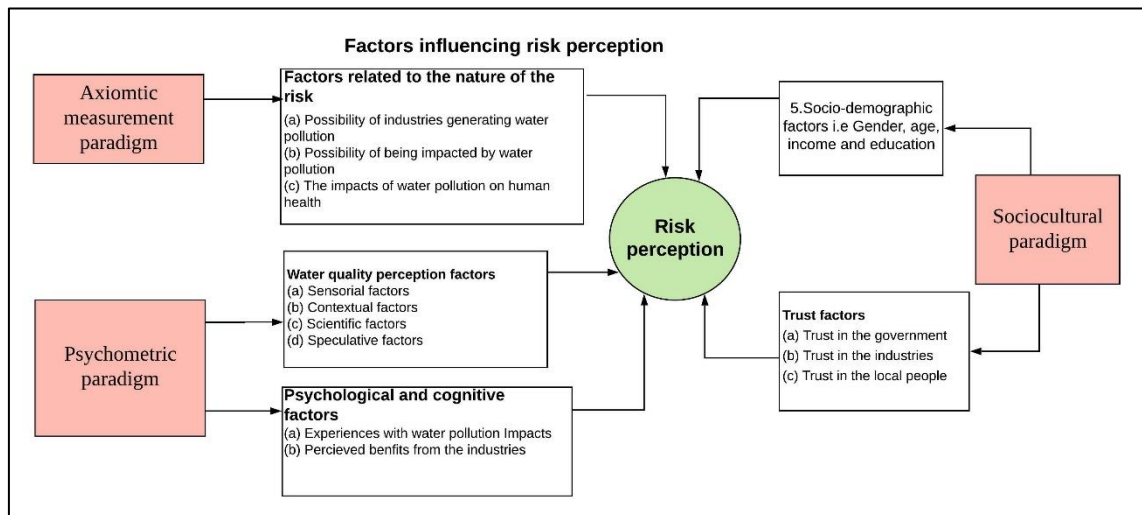 Factors influencing risk perception
Axiomtic
measurement
paradigm
Factors related to the nature of the
risk
(a) Possibility of industries generating water
pollution
(b) Possibility of being impacted by water
pollution
(c) The impacts of water pollution on human
health
Psychometric
paradigm
Water quality perception factors
(a) Sensorial factors
(b) Contextual factors
(c) Scientific factors
(d) Speculative factors
Psychological and cognitive
factors
(a) Experiences with water pollution Impacts
(b) Percieved benfits from the industries
Risk
perception
5.Socio-demographic
factors i.e Gender, age,
income and education
Trust factors
(a) Trust in the government
(b) Trust in the industries
(c) Trust in the local people
Sociocultural
paradigm